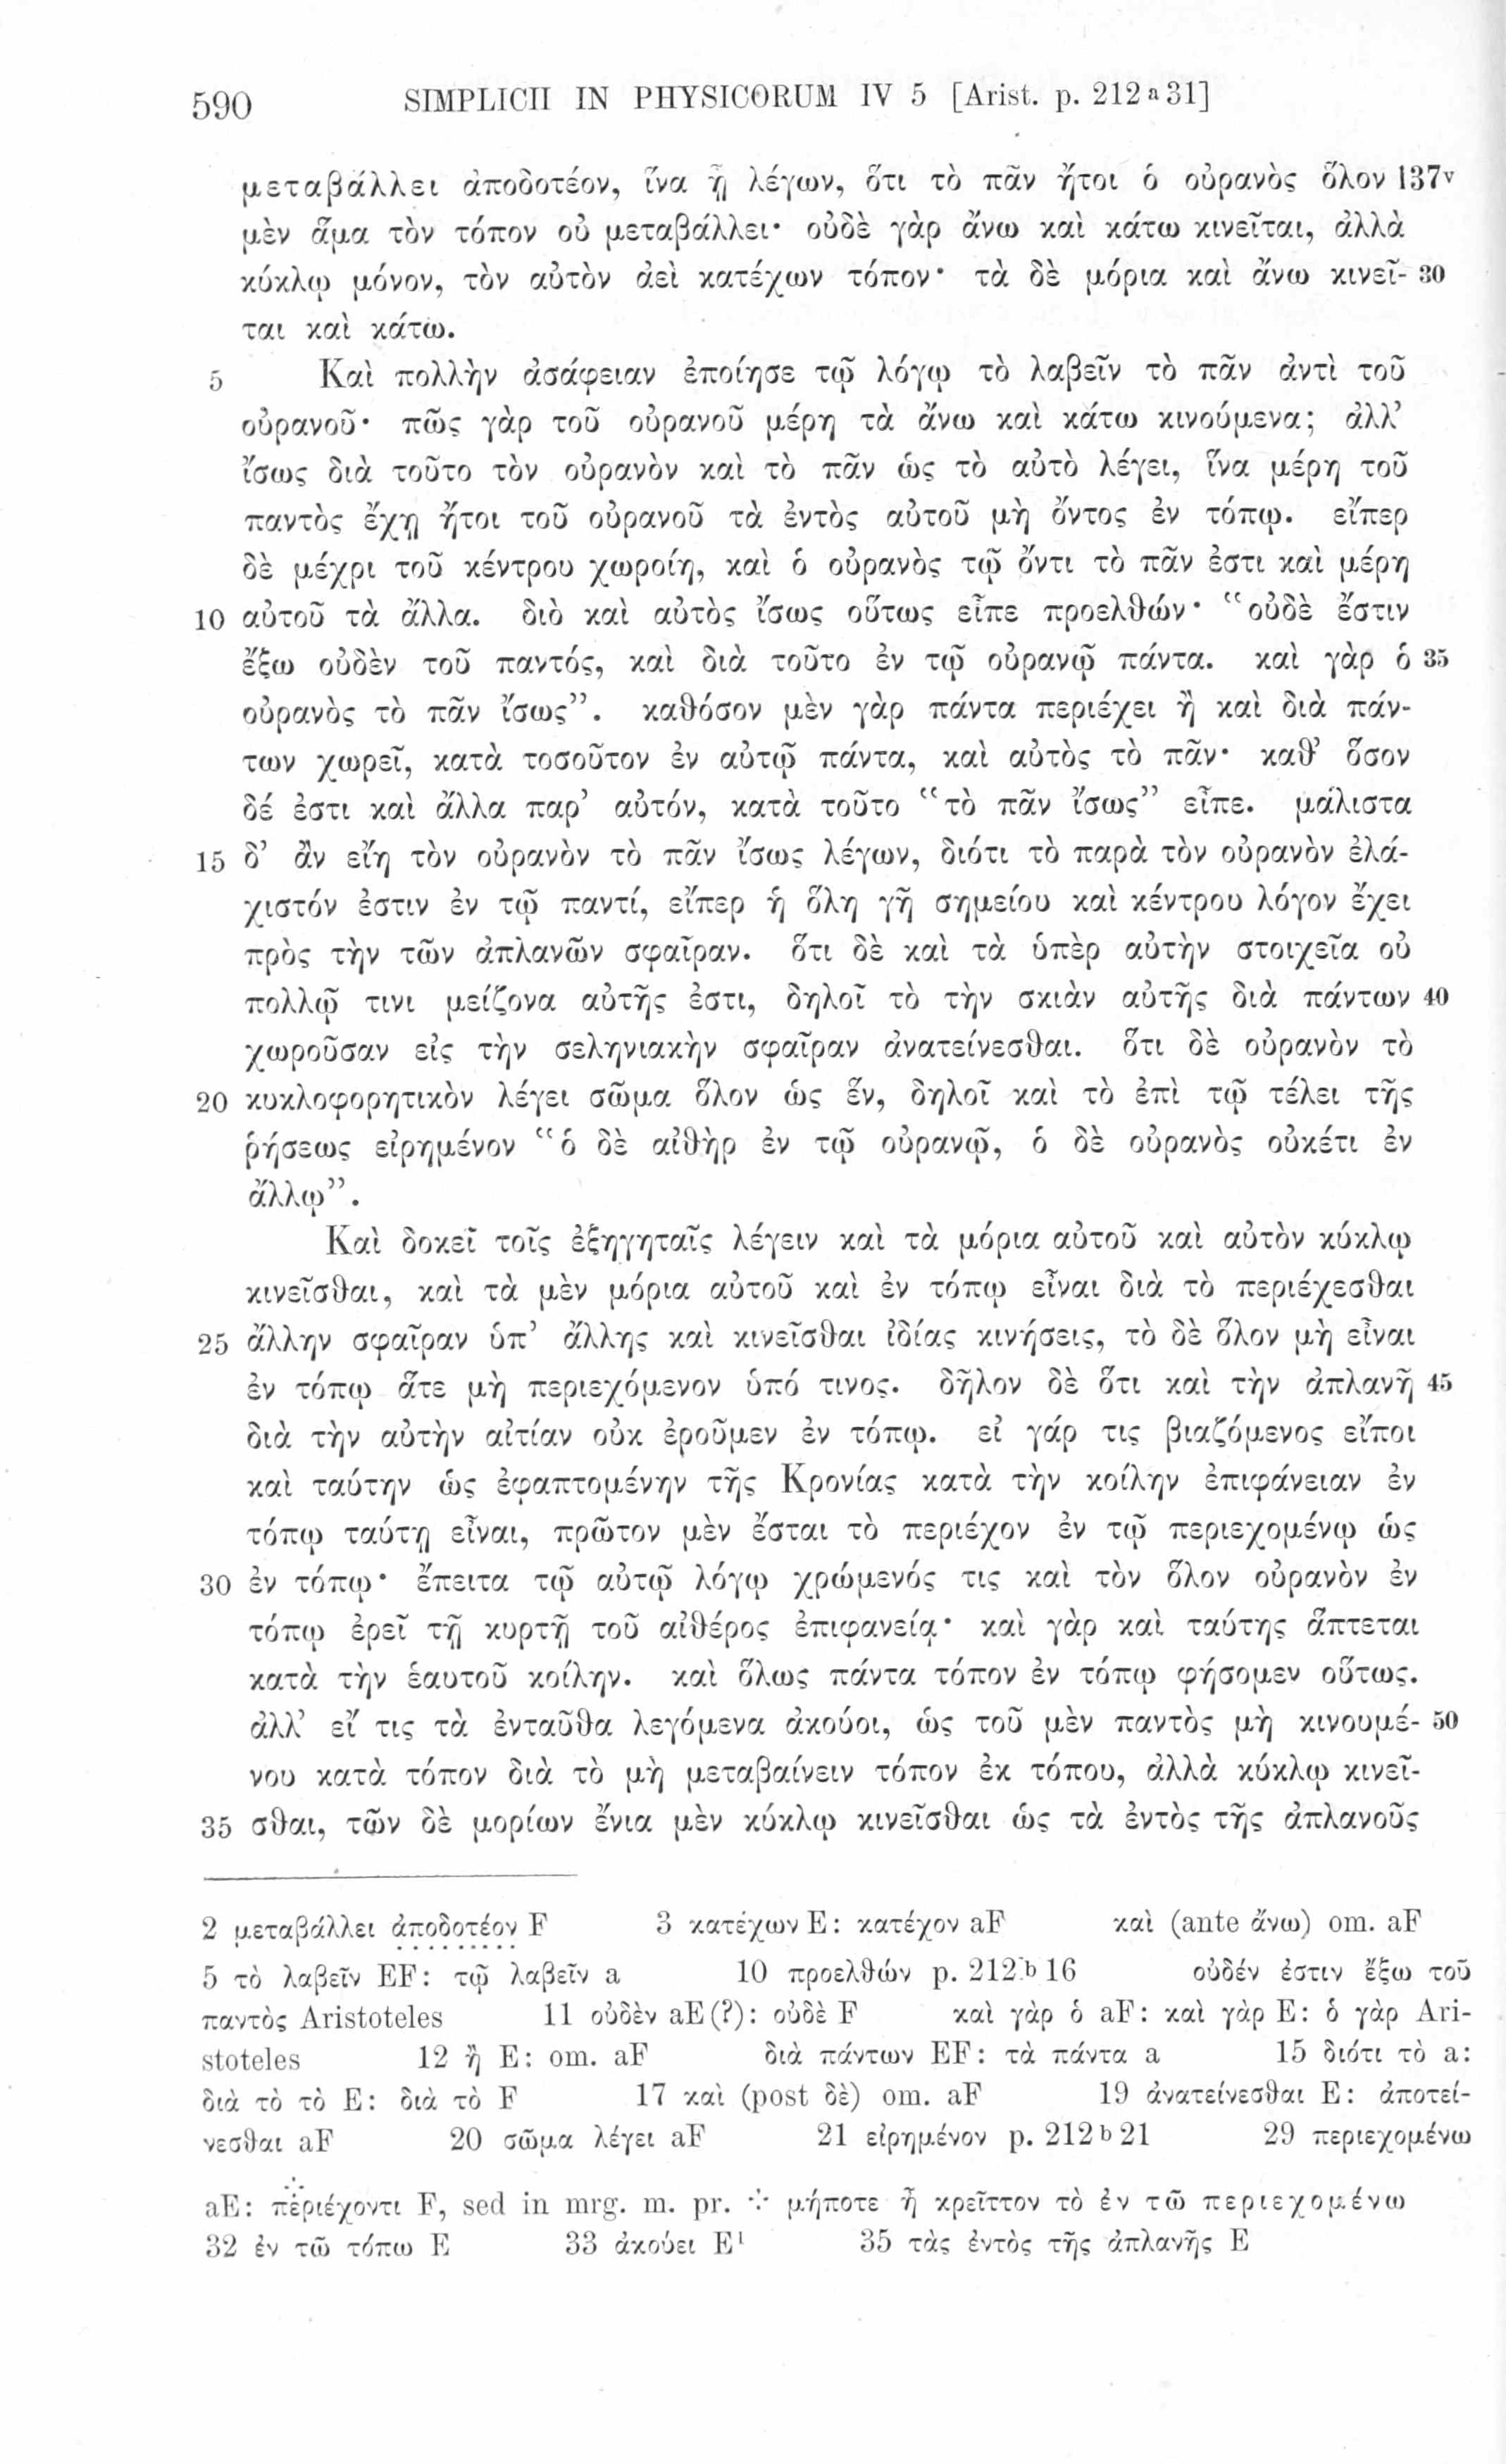 590 SIMPLICII IN PHYSICORUM IV 5 [Arist. p. 212 a 31]
μεταβάλλει ἀποδοτέον, ἵνα ᾖ λέγων, ὅτι τὸ πᾶν ἤτοι ὁ οὐρανὸς ὅλον 137v
μὲν ἅμα τὸν τόπον οὐ μεταβάλλει· οὐδὲ γὰρ ἄνω καὶ κάτω κινεῖται, ἀλλὰ
κύκλῳ μόνον, τὸν αὐτὸν ἀεὶ κατέχων τόπον· τὰ δὲ μόρια καὶ ἄνω κινεῖ- 30
ται καὶ κάτω.
5 Καὶ πολλὴν ἀσάφειαν ἐποίησε τῷ λόγῳ τὸ λαβεῖν τὸ πᾶν ἀντὶ τοῦ
οὐρανοῦ· πῶς γὰρ τοῦ οὐρανοῦ μέρη τὰ ἄνω καὶ κάτω κινούμενα; ἀλλ’
ἴσως διὰ τοῦτο τὸν οὐρανὸν καὶ τὸ πᾶν ὡς τὸ αὐτὸ λέγει, ἵνα μέρη τοῦ
παντὸς ἔχῃ ἤτοι τοῦ οὐρανοῦ τὰ ἐντὸς αὐτοῦ μὴ ὄντος ἐν τόπῳ. εἴπερ
δὲ μέχρι τοῦ κέντρου χωροίη, καὶ ὁ οὐρανὸς τῷ ὄντι τὸ πᾶν ἐστι καὶ μέρη
10 αὐτοῦ τὰ ἄλλα. διὸ καὶ αὐτὸς ἴσως οὕτως εἶπε προελθών· “οὐδὲ ἔστιν
ἔξω οὐδὲν τοῦ παντός, καὶ διὰ τοῦτο ἐν τῷ οὐρανῷ πάντα. καὶ γὰρ ὁ 35
οὐρανὸς τὸ πᾶν ἴσως”. καθόσον μὲν γὰρ πάντα περιέχει ἢ καὶ διὰ πάν-
των χωρεῖ, κατὰ τοσοῦτον ἐν αὐτῷ πάντα, καὶ αὐτὸς τὸ πᾶν· καθ’ ὅσον
δέ ἐστι καὶ ἄλλα παρ’ αὐτόν, κατὰ τοῦτο “τὸ πᾶν ἴσως” εἶπε. μάλιστα
15 δ’ ἂν εἴη τὸν οὐρανὸν τὸ πᾶν ἴσως λέγων, διότι τὸ παρὰ τὸν οὐρανὸν ἐλά-
χιστόν ἐστιν ἐν τῷ παντί, εἴπερ ἡ ὅλη γῆ σημείου καὶ κέντρου λόγον ἔχει
πρὸς τὴν τῶν ἀπλανῶν σφαῖραν. ὅτι δὲ καὶ τὰ ὑπὲρ αὐτὴν στοιχεῖα οὐ
πολλῷ τινι μείζονα αὐτῆς ἐστι, δηλοῖ τὸ τὴν σκιὰν αὐτῆς διὰ πάντων 40
χωροῦσαν εἰς τὴν σεληνιακὴν σφαῖραν ἀνατείνεσθαι. ὅτι δὲ οὐρανὸν τὸ
20 κυκλοφορητικὸν λέγει σῶμα ὅλον ὡς ἕν, δηλοῖ καὶ τὸ ἐπὶ τῷ τέλει τῆς
ῥήσεως εἰρημένον “ὁ δὲ αἰθὴρ ἐν τῷ οὐρανῷ, ὁ δὲ οὐρανὸς οὐκέτι ἐν
ἄλλῳ”.
Καὶ δοκεῖ τοῖς ἐξηγηταῖς λέγειν καὶ τὰ μόρια αὐτοῦ καὶ αὐτὸν κύκλῳ
κινεῖσθαι, καὶ τὰ μὲν μόρια αὐτοῦ καὶ ἐν τόπῳ εἶναι διὰ τὸ περιέχεσθαι
25 ἄλλην σφαῖραν ὑπ’ ἄλλης καὶ κινεῖσθαι ἰδίας κινήσεις, τὸ δὲ ὅλον μὴ εἶναι
ἐν τόπῳ ἅτε μὴ περιεχόμενον ὑπό τινος. δῆλον δὲ ὅτι καὶ τὴν ἀπλανῆ 45
διὰ τὴν αὐτὴν αἰτίαν οὐκ ἐροῦμεν ἐν τόπῳ. εἰ γάρ τις βιαζόμενος εἴποι
καὶ ταύτην ὡς ἐφαπτομένην τῆς Κρονίας κατὰ τὴν κοίλην ἐπιφάνειαν ἐν
τόπῳ ταύτῃ εἶναι, πρῶτον μὲν ἔσται τὸ περιέχον ἐν τῷ περιεχομένῳ ὡς
30 ἐν τόπῳ· ἔπειτα τῷ αὐτῷ λόγῳ χρώμενός τις καὶ τὸν ὅλον οὐρανὸν ἐν
τόπῳ ἐρεῖ τῇ κυρτῇ τοῦ αἰθέρος ἐπιφανείᾳ· καὶ γὰρ καὶ ταύτης ἅπτεται
κατὰ τὴν ἑαυτοῦ κοίλην. καὶ ὅλως πάντα τόπον ἐν τόπῳ φήσομεν οὕτως.
ἀλλ’ εἴ τις τὰ ἐνταῦθα λεγόμενα ἀκούοι, ὡς τοῦ μὲν παντὸς μὴ κινουμέ- 50
νου κατὰ τόπον διὰ τὸ μὴ μεταβαίνειν τόπον ἐκ τόπου, ἀλλὰ κύκλῳ κινεῖ-
35 σθαι, τῶν δὲ μορίων ἔνια μὲν κύκλῳ κινεῖσθαι ὡς τὰ ἐντὸς τῆς ἀπλανοῦς
2 μεταβάλλει ἀποδοτέον F 3 κατέχων E: κατέχον aF καὶ (ante ἄνω) om. aF
5 τὸ λαβεῖν EF: τῷ λαβεῖν a 10 προελθών p. 212 b 16 οὐδέν ἐστιν ἔξω τοῦ
παντὸς Aristoteles 11 οὐδὲν aE(?): οὐδὲ F καὶ γὰρ ὁ aF: καὶ γὰρ E: ὁ γὰρ Ari-
stoteles 12 ἢ E: om. aF διὰ πάντων EF: τὰ πάντα a 15 διότι τὸ a:
διὰ τὸ τὸ E: διὰ τὸ F 17 καὶ (post δὲ) om. aF 19 ἀνατείνεσθαι E: ἀποτεί-
νεσθαι aF 20 σῶμα λέγει aF 21 εἰρημένον p. 212 b 21 29 περιεχομένω
aE: περιέχοντι F, sed in mrg. m. pr. ·:· μήποτε ἢ κρεῖττον τὸ ἐν τῶ περιεχομένω
32 ἐν τῶ τόπω E 33 ἀκούει E¹ 35 τὰς ἐντὸς τῆς ἀπλανῆς E